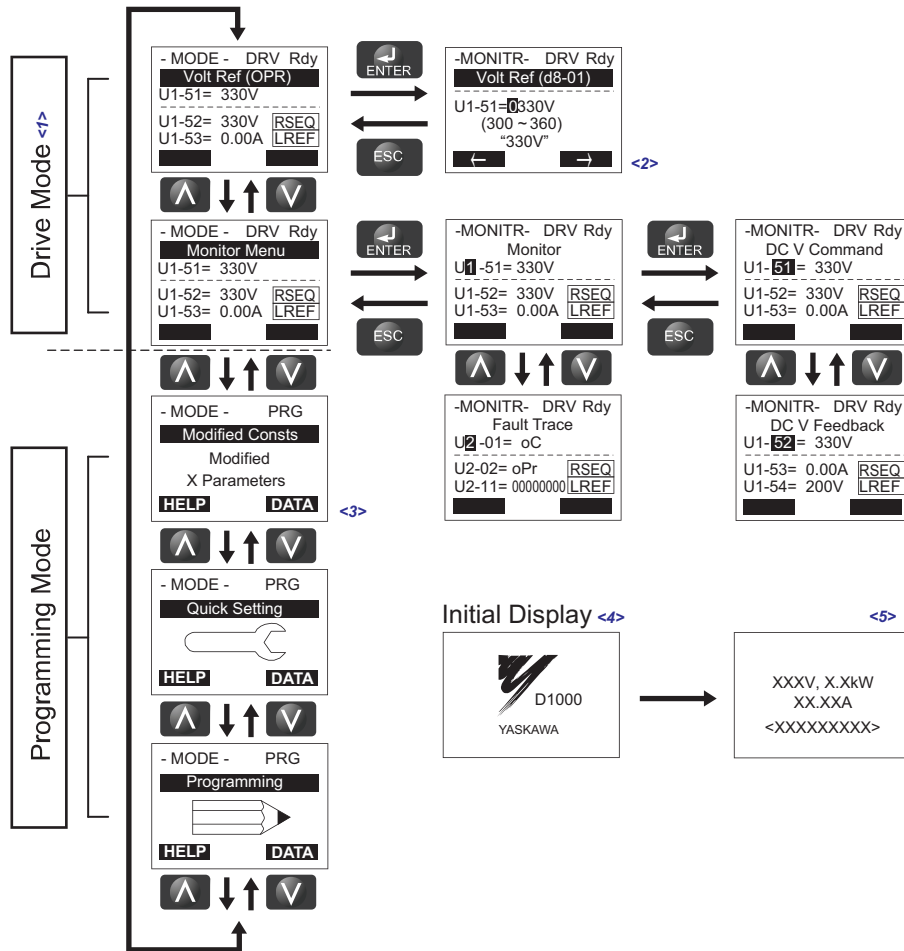 Drive Mode <1>
- MODE - DRV Rdy
Volt Ref (OPR)
U1-51= 330V
U1-52= 330V RSEQ
U1-53= 0.00A LREF
ENTER
ESC
-MONITR- DRV Rdy
Volt Ref (d8-01)
U1-51=0330V
(300 ~ 360)
“330V”
← →
<2>
- MODE - DRV Rdy
Monitor Menu
U1-51= 330V
U1-52= 330V RSEQ
U1-53= 0.00A LREF
ENTER
ESC
-MONITR- DRV Rdy
Monitor
U1 -51= 330V
U1-52= 330V RSEQ
U1-53= 0.00A LREF
ENTER
ESC
-MONITR- DRV Rdy
DC V Command
U1- 51 = 330V
U1-52= 330V RSEQ
U1-53= 0.00A LREF
-MONITR- DRV Rdy
Fault Trace
U2 -01= oC
U2-02= oPr RSEQ
U2-11= 00000000 LREF
-MONITR- DRV Rdy
DC V Feedback
U1- 52 = 330V
U1-53= 0.00A RSEQ
U1-54= 200V LREF
Programming Mode
- MODE - PRG
Modified Consts
Modified
X Parameters
HELP DATA
<3>
- MODE - PRG
Quick Setting
HELP DATA
- MODE - PRG
Programming
HELP DATA
Initial Display <4>
D1000
YASKAWA
<5>
XXXV, X.XkW
XX.XXA
<XXXXXXXXX>